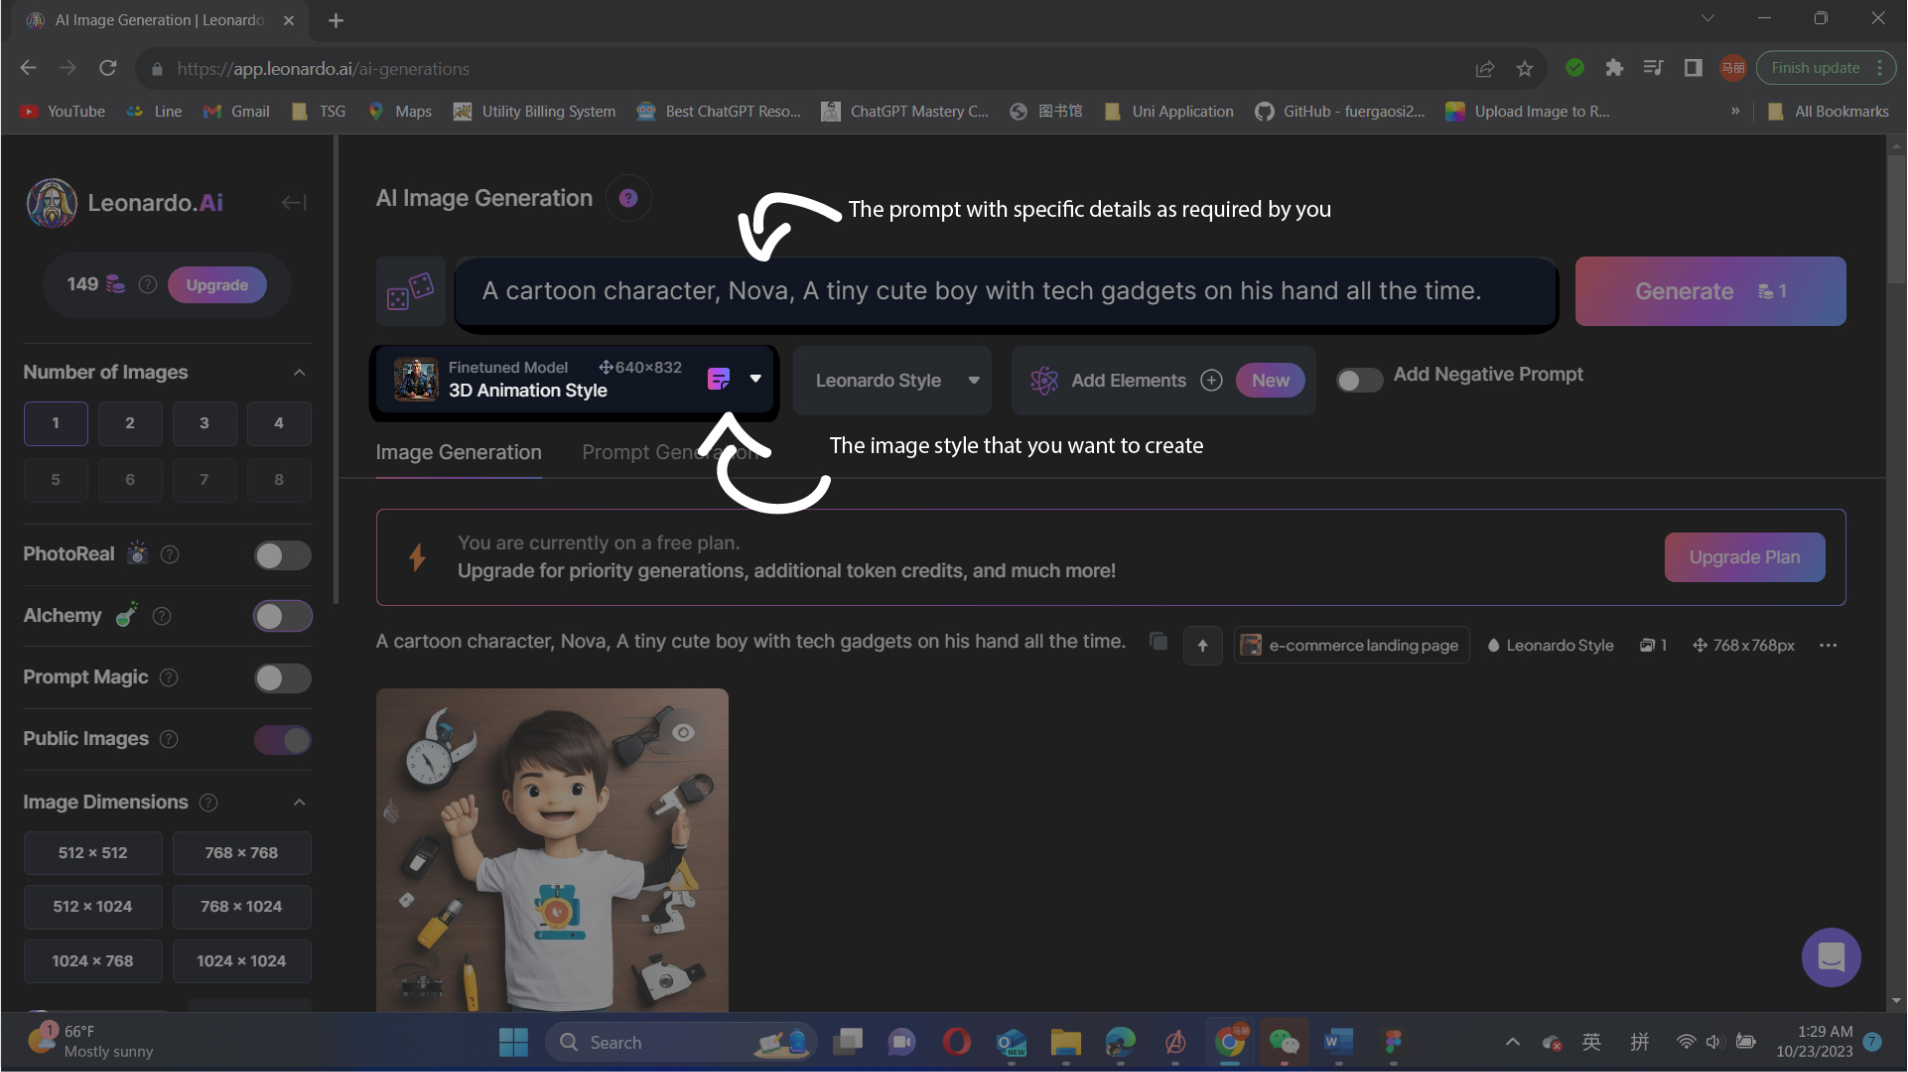 AI Image Generation | Leonardo.
https://app.leonardo.ai/ai-generations
马丽
Finish update
YouTube
Line
Gmail
TSG
Maps
Utility Billing System
Best ChatGPT Reso...
ChatGPT Mastery C...
图书馆
Uni Application
GitHub - fuergaosi2...
Upload Image to R...
»
All Bookmarks
Leonardo.Ai
149
Upgrade
Number of Images
1 2 3 4
5 6 7 8
PhotoReal
Alchemy
Prompt Magic
Public Images
Image Dimensions
512 × 512 768 × 768
512 × 1024 768 × 1024
1024 × 768 1024 × 1024
AI Image Generation ?
The prompt with specific details as required by you
A cartoon character, Nova, A tiny cute boy with tech gadgets on his hand all the time.
Generate 1
Finetuned Model 640×832
3D Animation Style
Leonardo Style
Add Elements
New
Add Negative Prompt
The image style that you want to create
Image Generation
Prompt Generation
You are currently on a free plan.
Upgrade for priority generations, additional token credits, and much more!
Upgrade Plan
A cartoon character, Nova, A tiny cute boy with tech gadgets on his hand all the time.
e-commerce landing page
Leonardo Style
1
768 x 768px
1
66°F
Mostly sunny
Search
NEW
马丽
W
英
拼
1:29 AM
10/23/2023
7